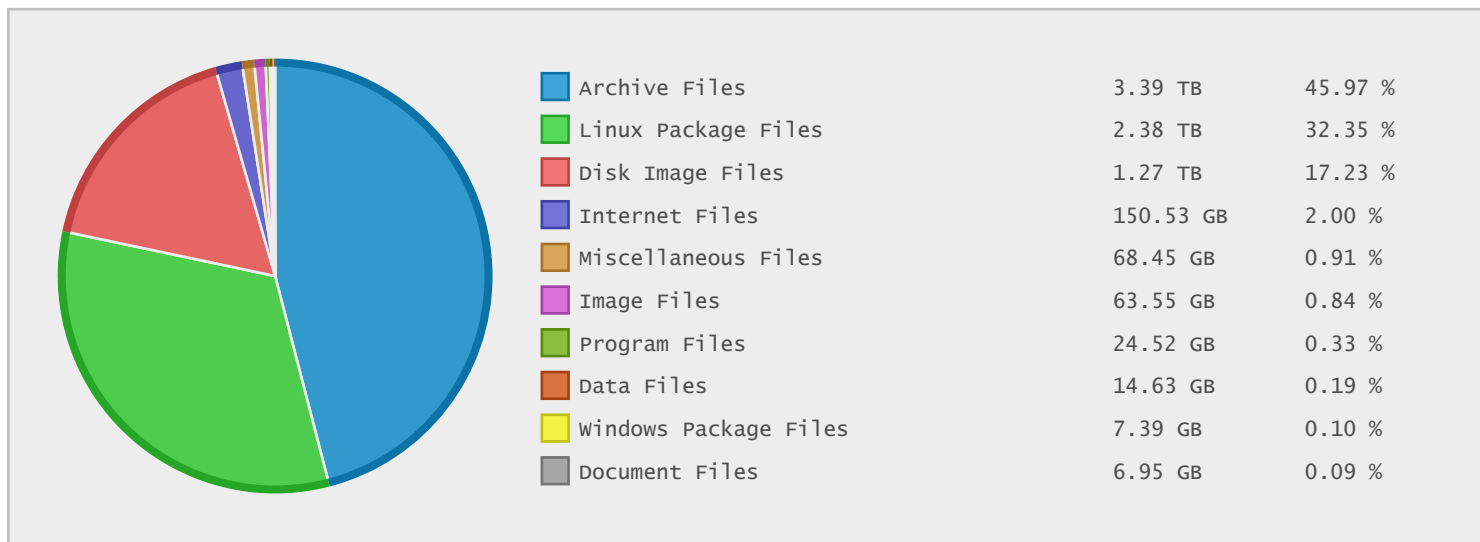 Archive Files 3.39 TB 45.97 %
Linux Package Files 2.38 TB 32.35 %
Disk Image Files 1.27 TB 17.23 %
Internet Files 150.53 GB 2.00 %
Miscellaneous Files 68.45 GB 0.91 %
Image Files 63.55 GB 0.84 %
Program Files 24.52 GB 0.33 %
Data Files 14.63 GB 0.19 %
Windows Package Files 7.39 GB 0.10 %
Document Files 6.95 GB 0.09 %